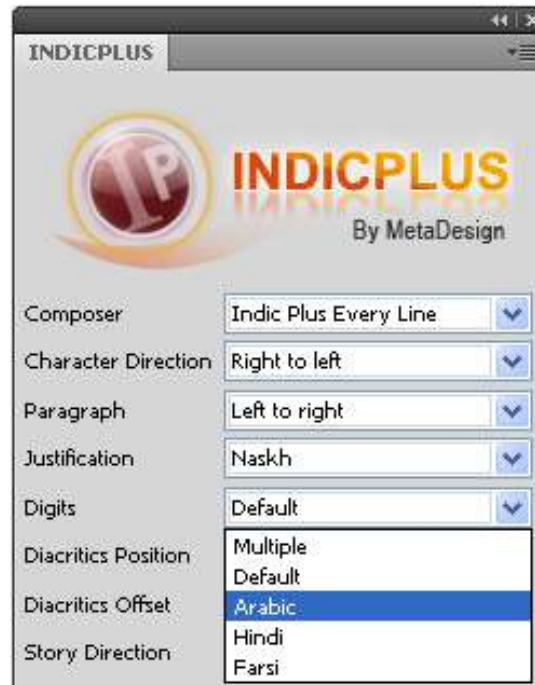 INDICPLUS
IP INDICPLUS
By MetaDesign
Composer Indic Plus Every Line
Character Direction Right to left
Paragraph Left to right
Justification Naskh
Digits Default
Diacritics Position Multiple
Default
Diacritics Offset Arabic
Hindi
Story Direction Farsi